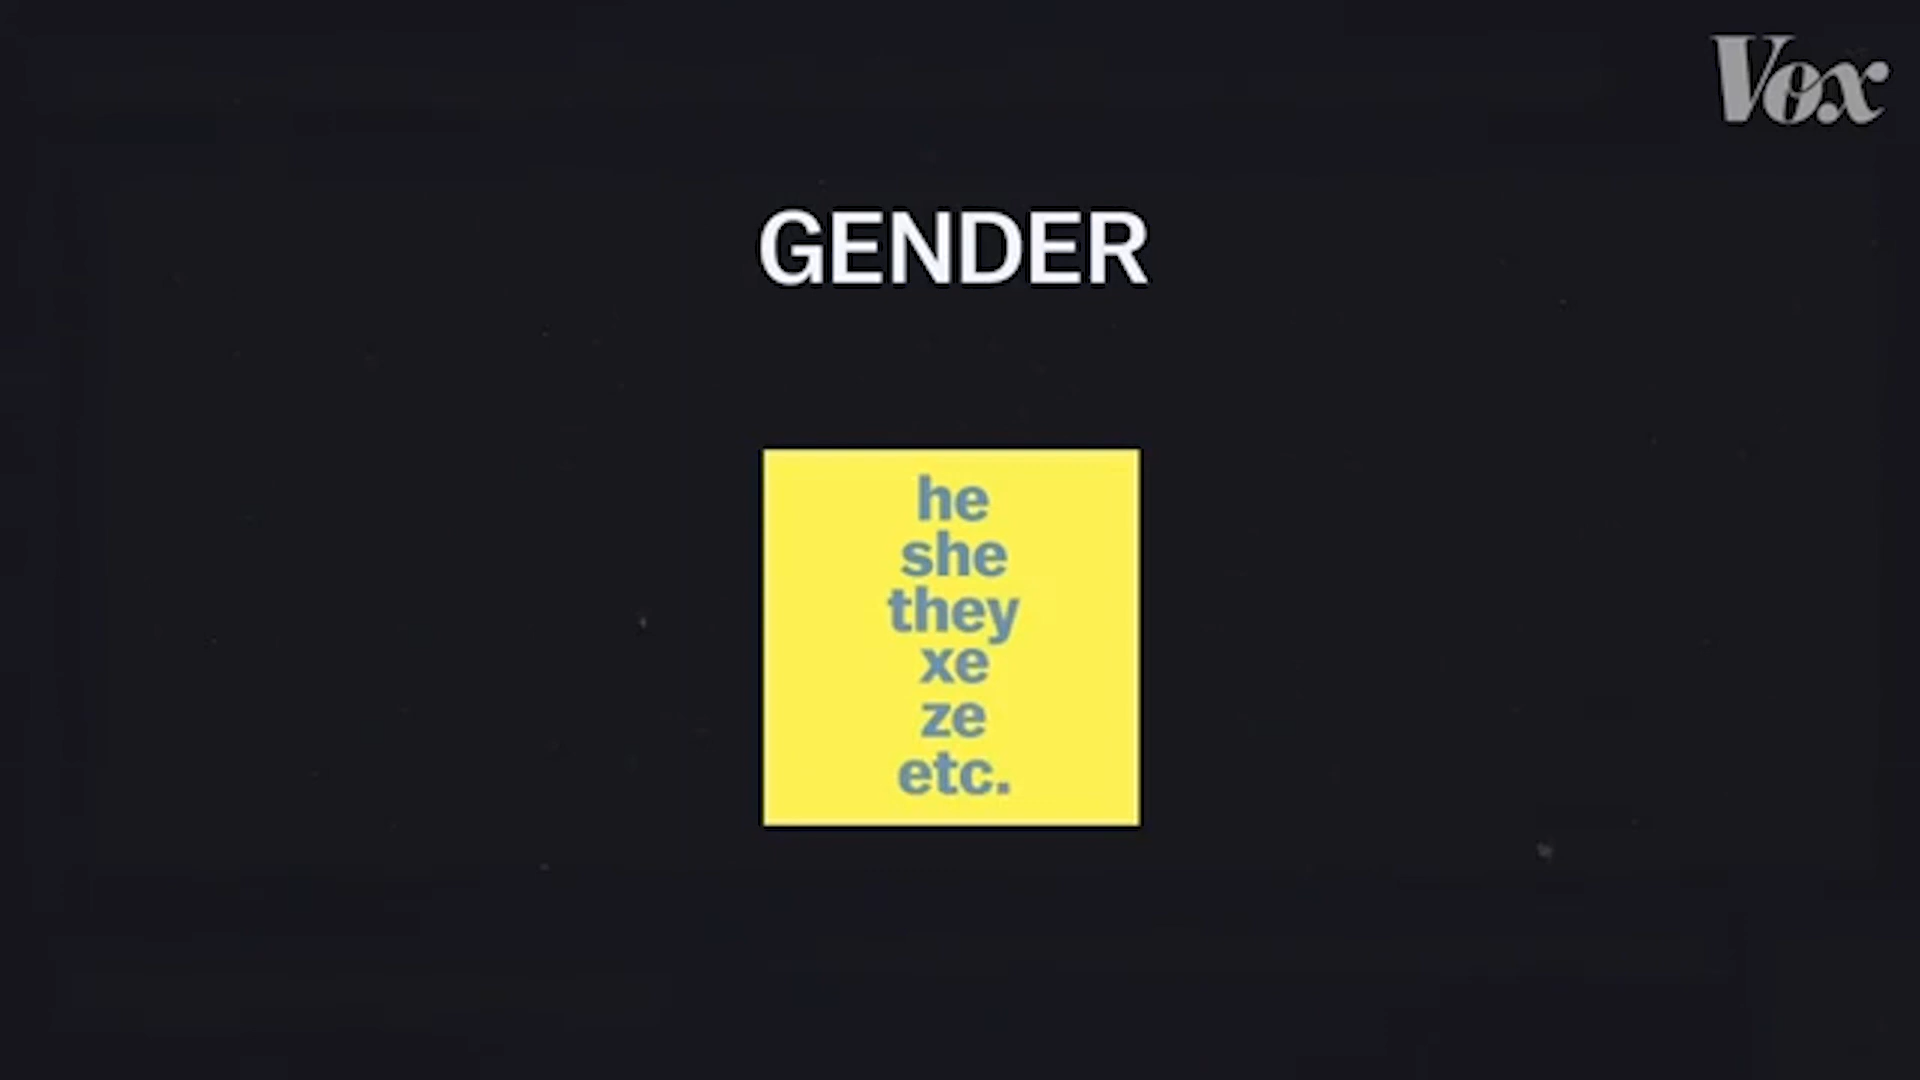 Vox
GENDER
he
she
they
xe
ze
etc.